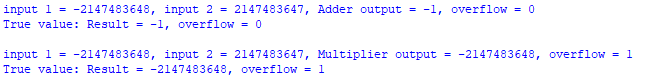 input 1 = -2147483648, input 2 = 2147483647, Adder output = -1, overflow = 0
True value: Result = -1, overflow = 0
input 1 = -2147483648, input 2 = 2147483647, Multiplier output = -2147483648, overflow = 1
True value: Result = -2147483648, overflow = 1